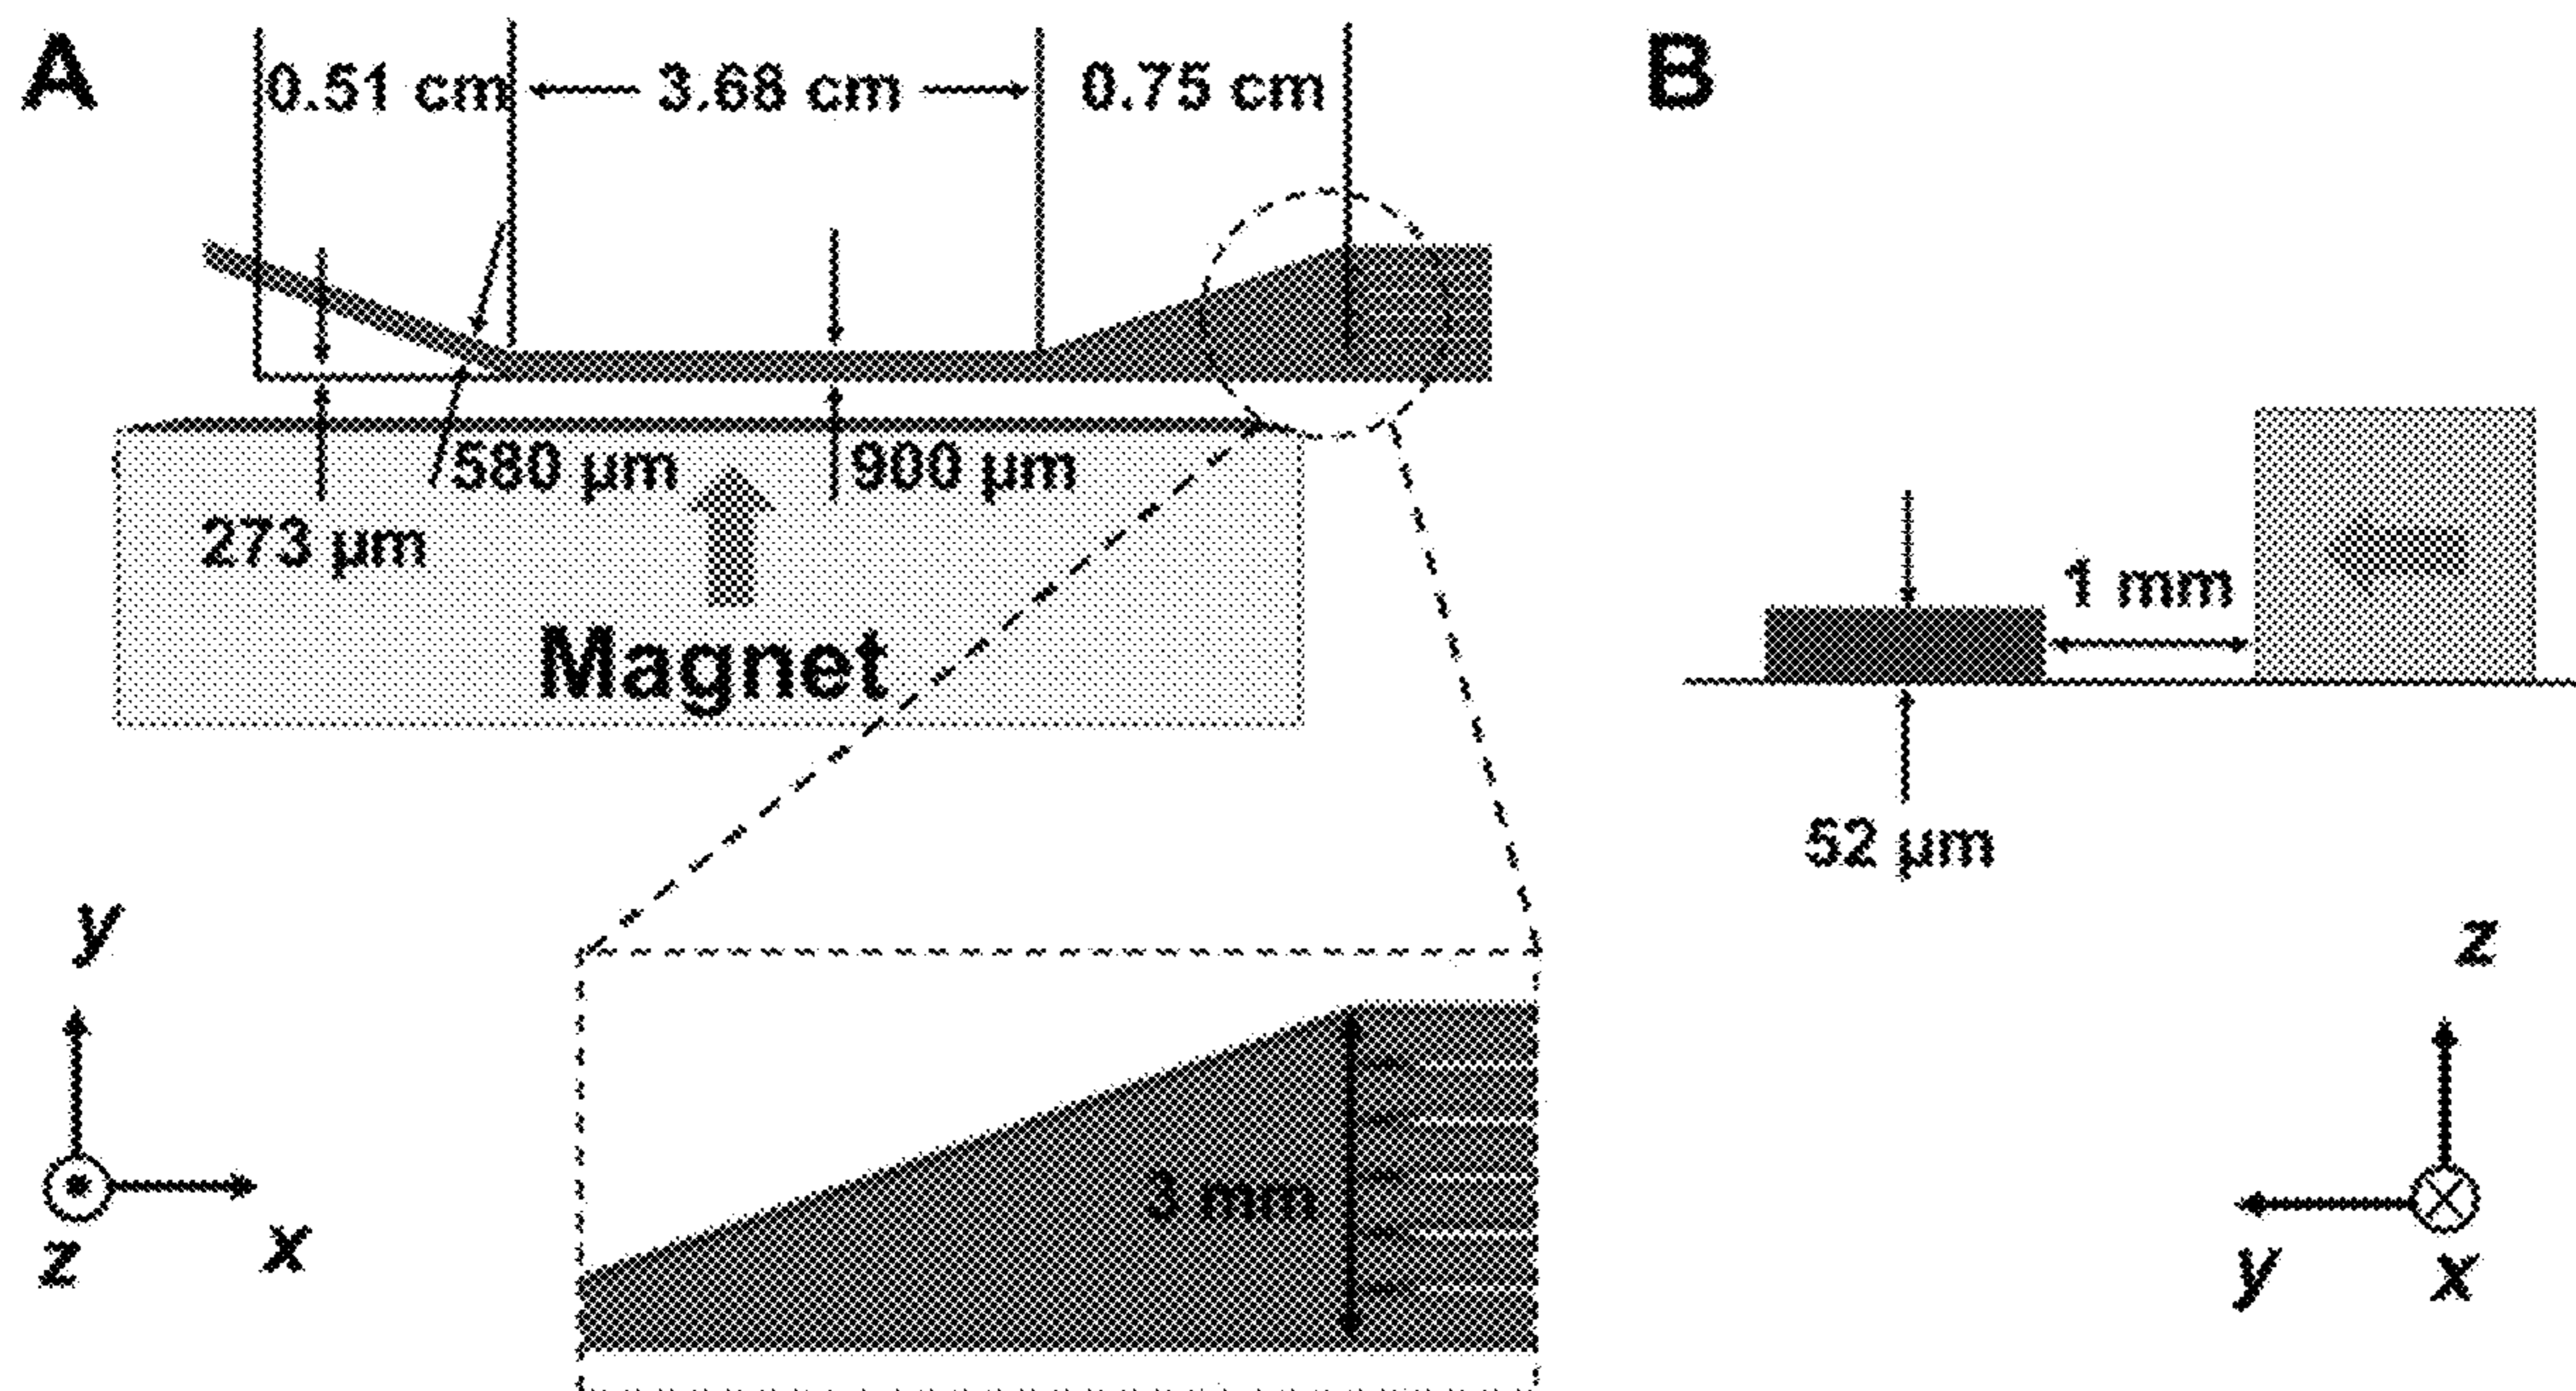 A
B
0.51 cm
3.68 cm
0.75 cm
580 µm
900 µm
273 µm
Magnet
1 mm
52 µm
3 mm
y
z
x
z
y
x